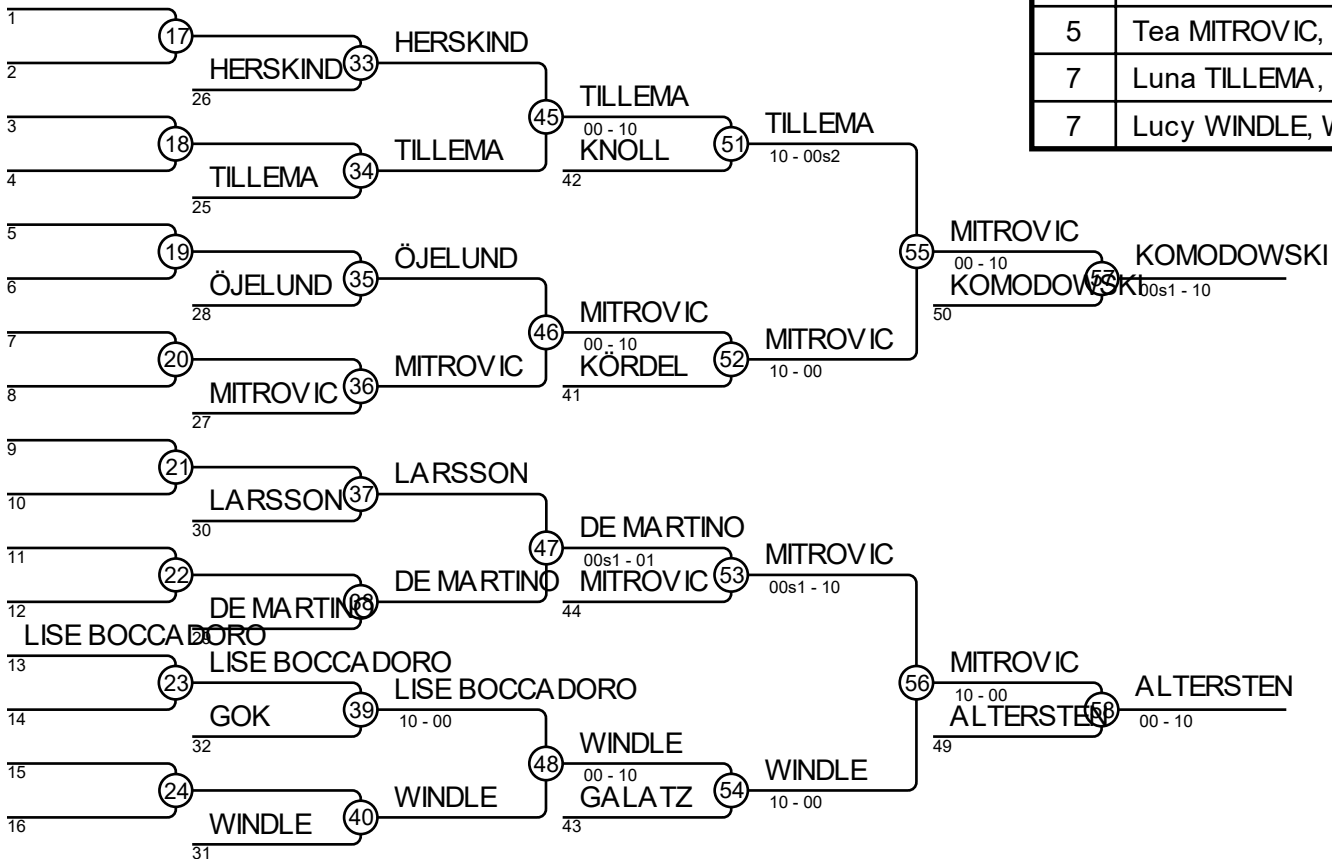 1
17
2
HERSKIND
26
33
HERSKIND
3
18
4
TILLEMA
25
34
TILLEMA
45
TILLEMA
00 - 10
KNOLL
42
51
TILLEMA
10 - 00s2
5
19
6
ÖJELUND
28
35
ÖJELUND
7
20
8
MITROVIC
27
36
MITROVIC
46
MITROVIC
00 - 10
KÖRDEL
41
52
MITROVIC
10 - 00
55
MITROVIC
00 - 10
KOMODOWSKI
50
57
KOMODOWSKI
00s1 - 10
9
21
10
LARSSON
30
37
LARSSON
11
22
12
DE MARTINO
29
38
DE MARTINO
47
DE MARTINO
00s1 - 01
MITROVIC
44
53
MITROVIC
00s1 - 10
LISE BOCCADORO
13
23
14
LISE BOCCADORO
GOK
32
39
LISE BOCCADORO
10 - 00
15
24
16
WINDLE
31
40
WINDLE
48
WINDLE
00 - 10
GALATZ
43
54
WINDLE
10 - 00
56
MITROVIC
10 - 00
ALTERSTEN
49
58
ALTERSTEN
00 - 10
5 Tea MITROVIC,
7 Luna TILLEMA,
7 Lucy WINDLE, W